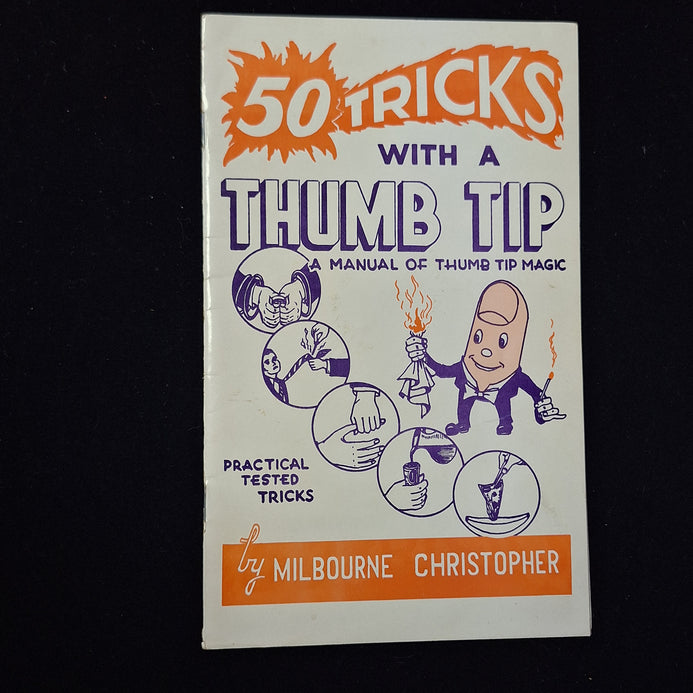 50 TRICKS
WITH A
THUMB TIP
A MANUAL OF THUMB TIP MAGIC
PRACTICAL
TESTED
TRICKS
by MILBOURNE CHRISTOPHER